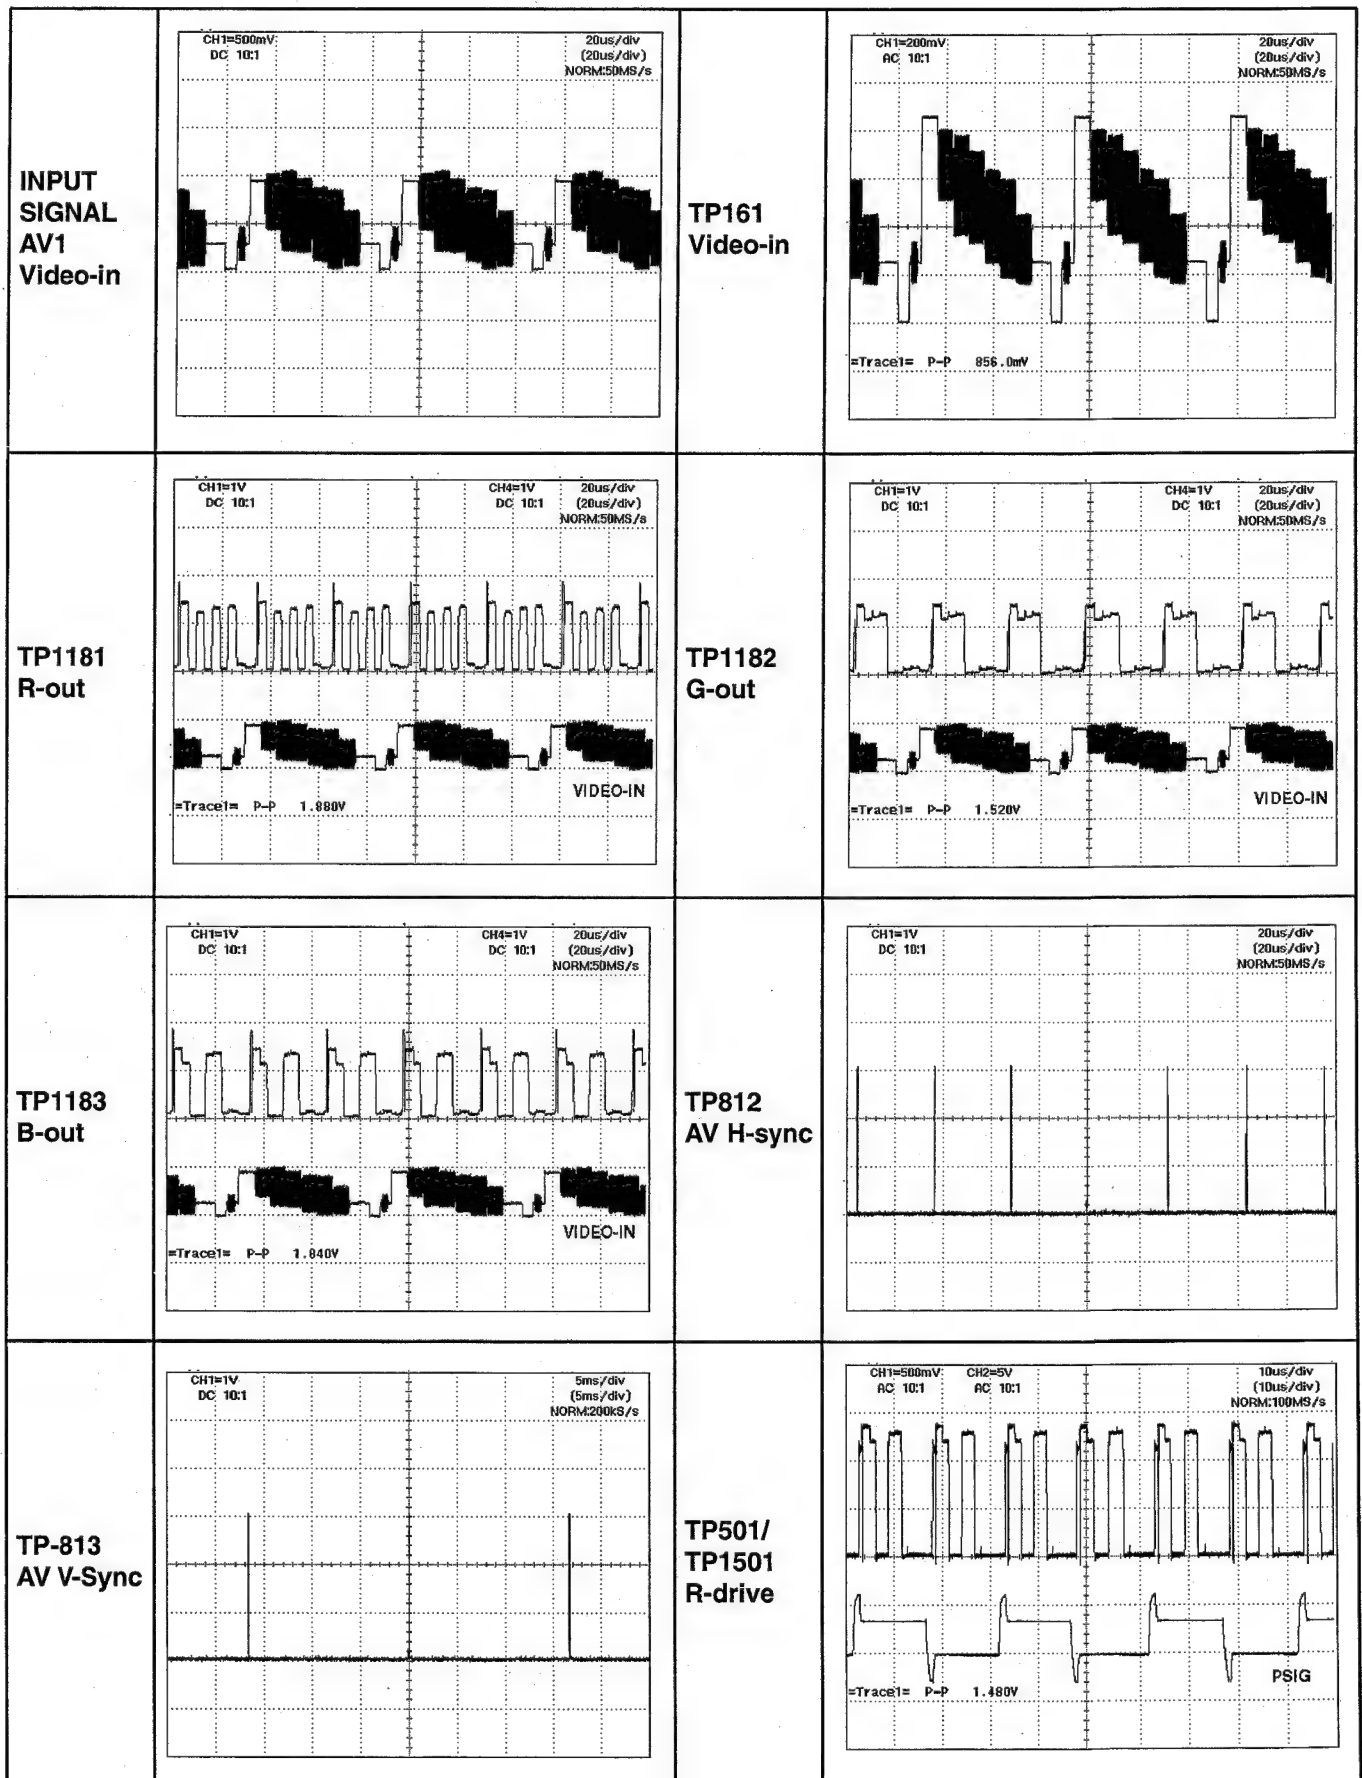 INPUT
SIGNAL
AV1
Video-in
CH1=500mV
DC 10:1
20us/div
(20us/div)
NORM:50MS/s
TP161
Video-in
CH1=200mV
AC 10:1
20us/div
(20us/div)
NORM:50MS/s
=Trace1= P-P 856.0mV
TP1181
R-out
CH1=1V
DC 10:1
CH4=1V
DC 10:1
20us/div
(20us/div)
NORM:50MS/s
VIDEO-IN
=Trace1= P-P 1.880V
TP1182
G-out
CH1=1V
DC 10:1
CH4=1V
DC 10:1
20us/div
(20us/div)
NORM:50MS/s
VIDEO-IN
=Trace1= P-P 1.520V
TP1183
B-out
CH1=1V
DC 10:1
CH4=1V
DC 10:1
20us/div
(20us/div)
NORM:50MS/s
VIDEO-IN
=Trace1= P-P 1.840V
TP812
AV H-sync
CH1=1V
DC 10:1
20us/div
(20us/div)
NORM:50MS/s
TP-813
AV V-Sync
CH1=1V
DC 10:1
5ms/div
(5ms/div)
NORM:200kS/s
TP501/
TP1501
R-drive
CH1=500mV
AC 10:1
CH2=5V
AC 10:1
10us/div
(10us/div)
NORM:100MS/s
PSIG
=Trace1= P-P 1.480V